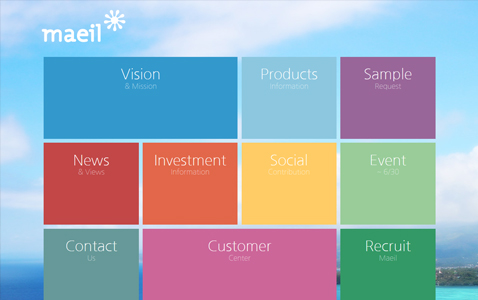 maeil
Vision
& Mission
Products
Information
Sample
Request
News
& Views
Investment
Information
Social
Contribution
Event
~ 6/30
Contact
Us
Customer
Center
Recruit
Maeil